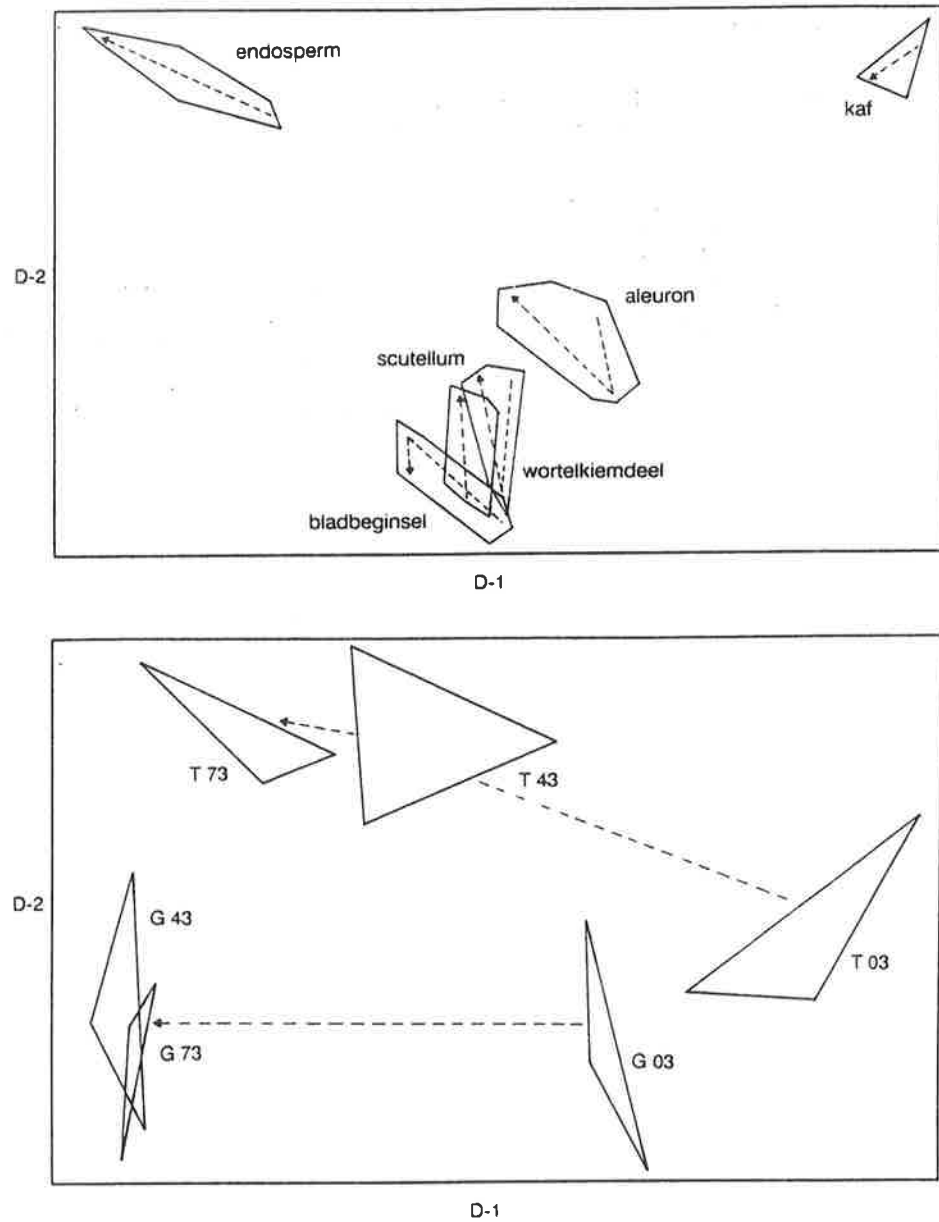 endosperm
kaf
D-2
aleuron
scutellum
wortelkiemdeel
bladbeginsel
D-1
T 73
T 43
D-2
G 43
T 03
G 73
G 03
D-1